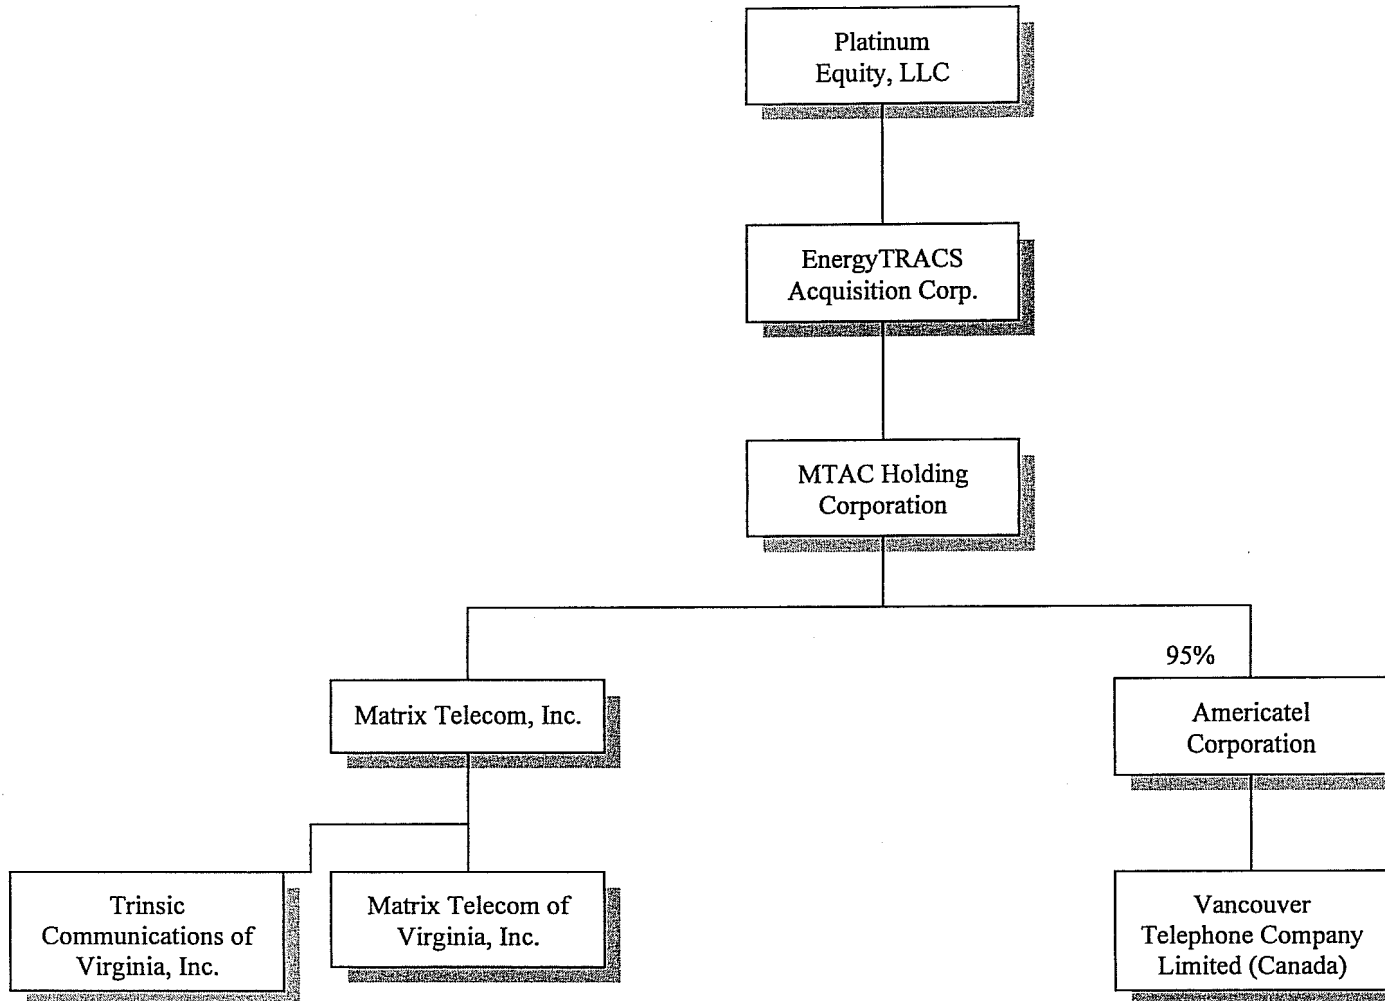 Platinum
Equity, LLC
EnergyTRACS
Acquisition Corp.
MTAC Holding
Corporation
95%
Matrix Telecom, Inc.
Americatel
Corporation
Trinsic
Communications of
Virginia, Inc.
Matrix Telecom of
Virginia, Inc.
Vancouver
Telephone Company
Limited (Canada)